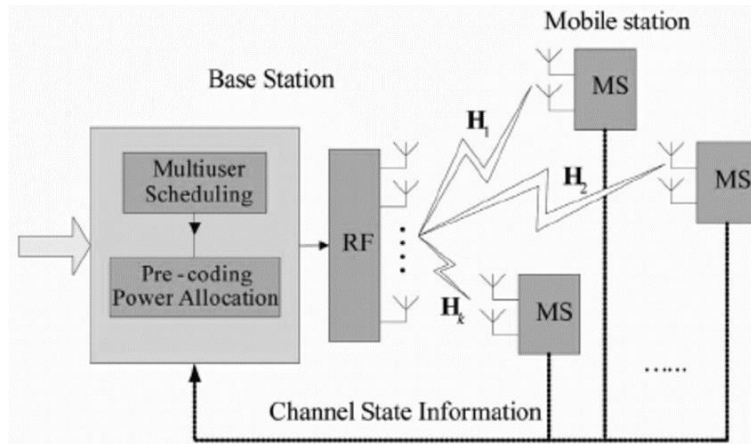 Mobile station
Base Station
MS
H1
Multiuser
Scheduling
H2
MS
RF
Pre - coding
Power Allocation
Hk
MS
......
Channel State Information